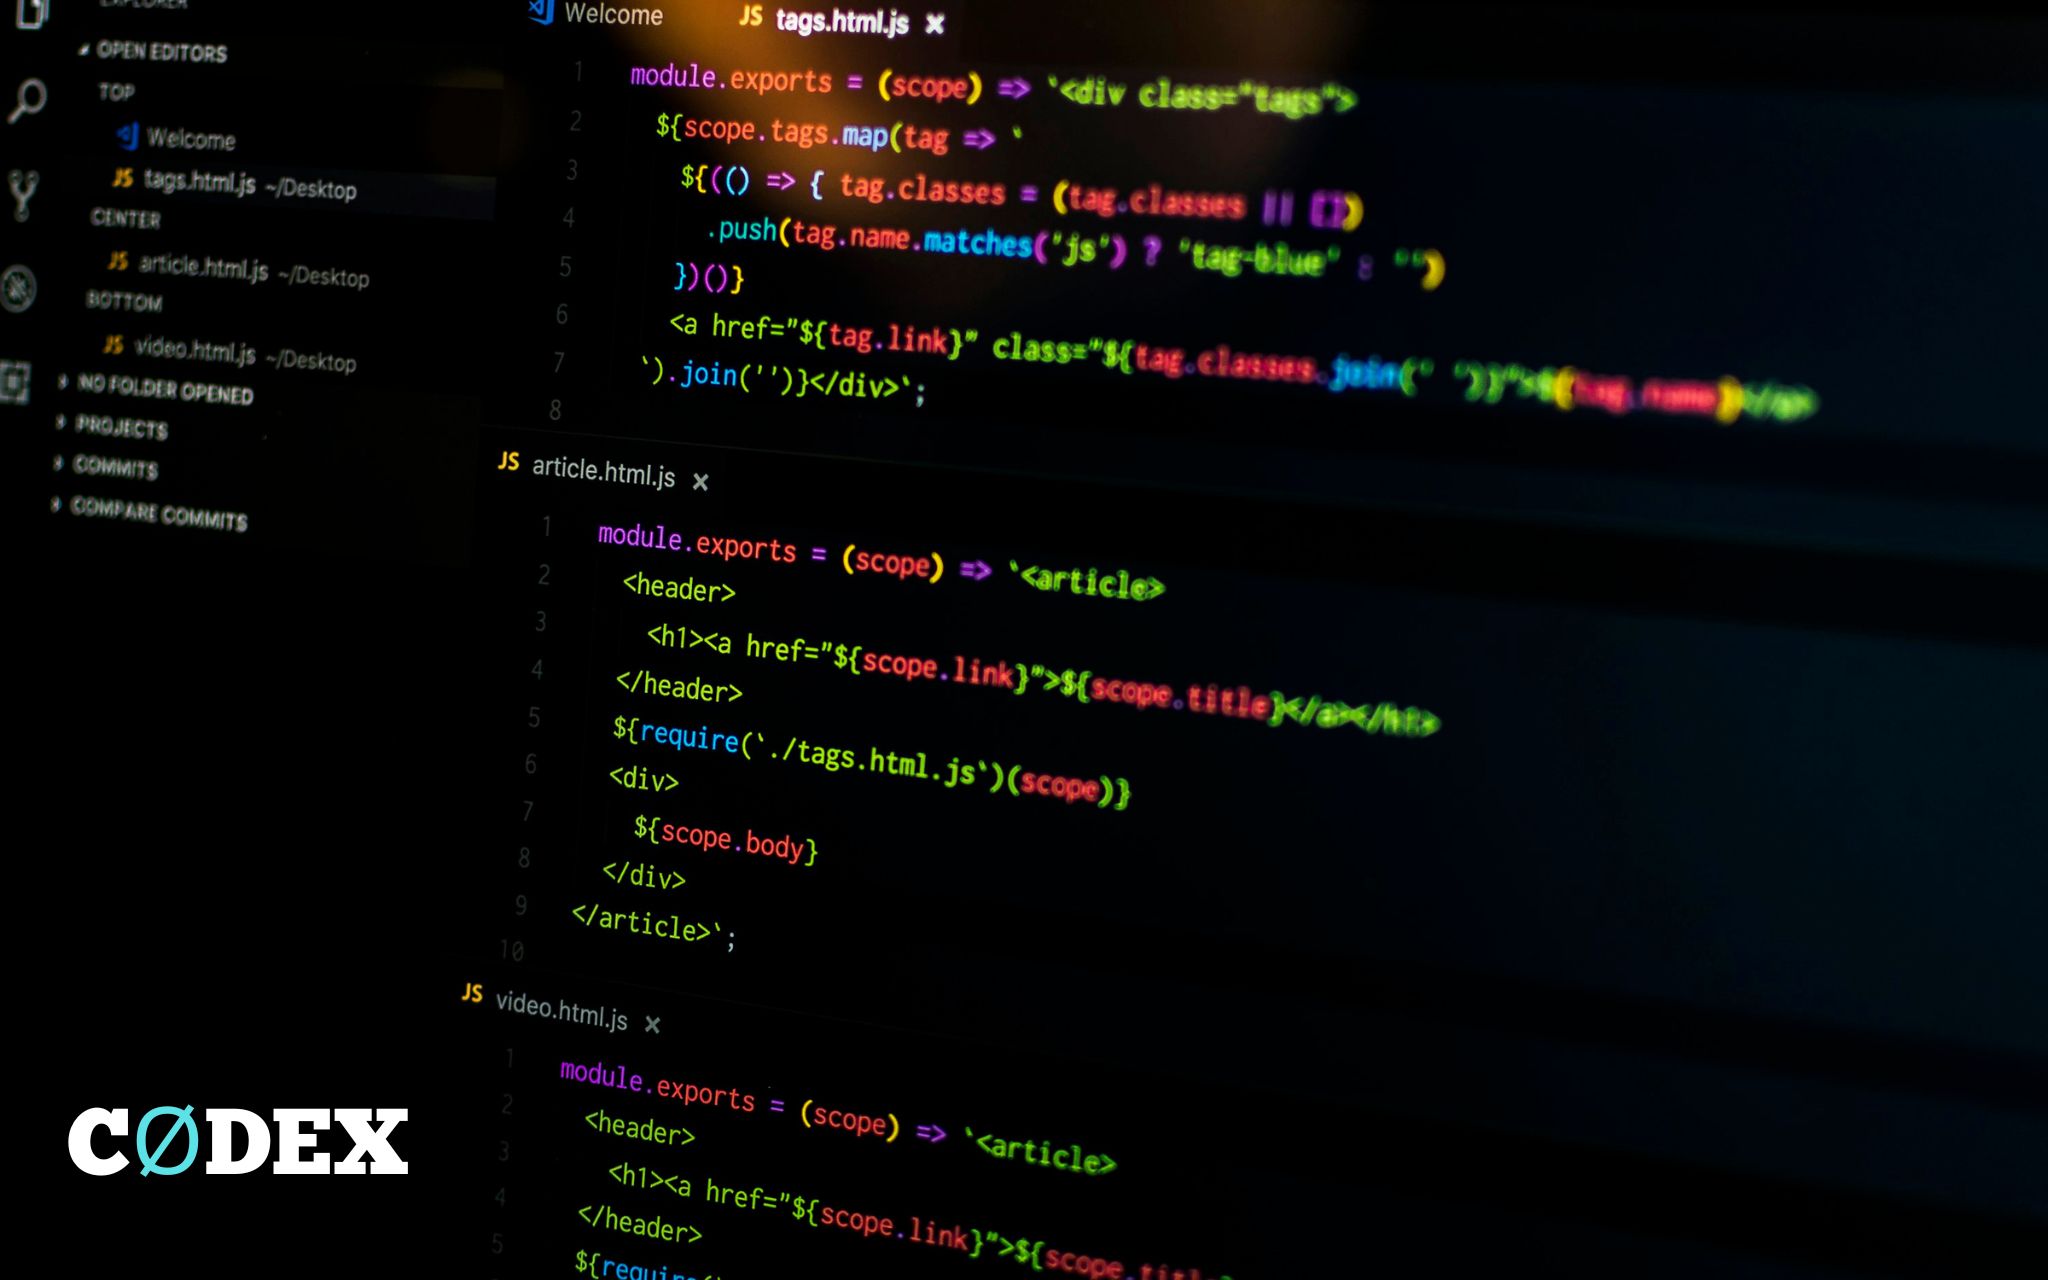 EXPLORER
OPEN EDITORS
TOP
Welcome
JS tags.html.js ~/Desktop
CENTER
JS article.html.js ~/Desktop
BOTTOM
JS video.html.js ~/Desktop
NO FOLDER OPENED
PROJECTS
COMMITS
COMPARE COMMITS
Welcome JS tags.html.js ×
1 module.exports = (scope) => `<div class="tags">
2 ${scope.tags.map(tag => `
3 ${(() => { tag.classes = (tag.classes || [])
4 .push(tag.name.matches('js') ? 'tag-blue' : '')
5 })()}
6 <a href="${tag.link}" class="${tag.classes.join(' ')}">${tag.name}</a>
7 `).join('')}</div>`;
8
JS article.html.js ×
1 module.exports = (scope) => `<article>
2 <header>
3 <h1><a href="${scope.link}">${scope.title}</a></h1>
4 </header>
5 ${require(`./tags.html.js`)(scope)}
6 <div>
7 ${scope.body}
8 </div>
9 </article>`;
10
JS video.html.js ×
1 module.exports = (scope) => `<article>
2 <header>
3 <h1><a href="${scope.link}">${scope.title
4 </header>
5 ${require(`
CØDEX